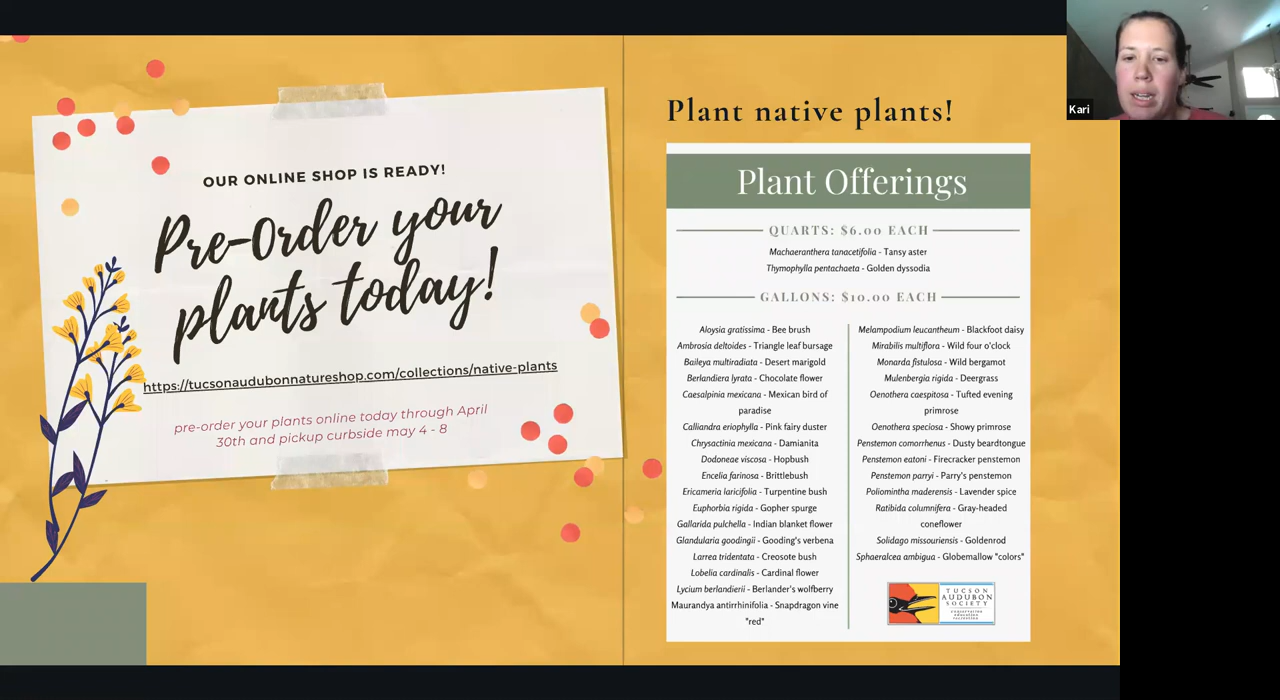 Kari
OUR ONLINE SHOP IS READY!
Pre-Order your
plants today!
https://tucsonaudubonnatureshop.com/collections/native-plants
pre-order your plants online today through April
30th and pickup curbside may 4 - 8
Plant native plants!
Plant Offerings
QUARTS: $6.00 EACH
Machaeranthera tanacetifolia - Tansy aster
Thymophylla pentachaeta - Golden dyssodia
GALLONS: $10.00 EACH
Aloysia gratissima - Bee brush
Ambrosia deltoides - Triangle leaf bursage
Baileya multiradiata - Desert marigold
Berlandiera lyrata - Chocolate flower
Caesalpinia mexicana - Mexican bird of
paradise
Calliandra eriophylla - Pink fairy duster
Chrysactinia mexicana - Damianita
Dodoneae viscosa - Hopbush
Encelia farinosa - Brittlebush
Ericameria laricifolia - Turpentine bush
Euphorbia rigida - Gopher spurge
Gallarida pulchella - Indian blanket flower
Glandularia goodingii - Gooding's verbena
Larrea tridentata - Creosote bush
Lobelia cardinalis - Cardinal flower
Lycium berlandierii - Berlander's wolfberry
Maurandya antirrhinifolia - Snapdragon vine
"red"
Melampodium leucantheum - Blackfoot daisy
Mirabilis multiflora - Wild four o'clock
Monarda fistulosa - Wild bergamot
Mulenbergia rigida - Deergrass
Oenothera caespitosa - Tufted evening
primrose
Oenothera speciosa - Showy primrose
Penstemon comorrhenus - Dusty beardtongue
Penstemon eatoni - Firecracker penstemon
Penstemon parryi - Parry's penstemon
Poliomintha maderensis - Lavender spice
Ratibida columnifera - Gray-headed
coneflower
Solidago missouriensis - Goldenrod
Sphaeralcea ambigua - Globemallow "colors"
TUCSON
AUDUBON
SOCIETY